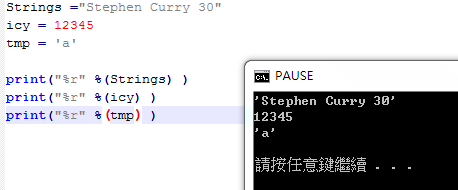 Strings ="Stephen Curry 30"
icy = 12345
tmp = 'a'
print("%r" %(Strings) )
print("%r" %(icy) )
print("%r" %(tmp) )
C:\. PAUSE
'Stephen Curry 30'
12345
'a'
請按任意鍵繼續 . . .